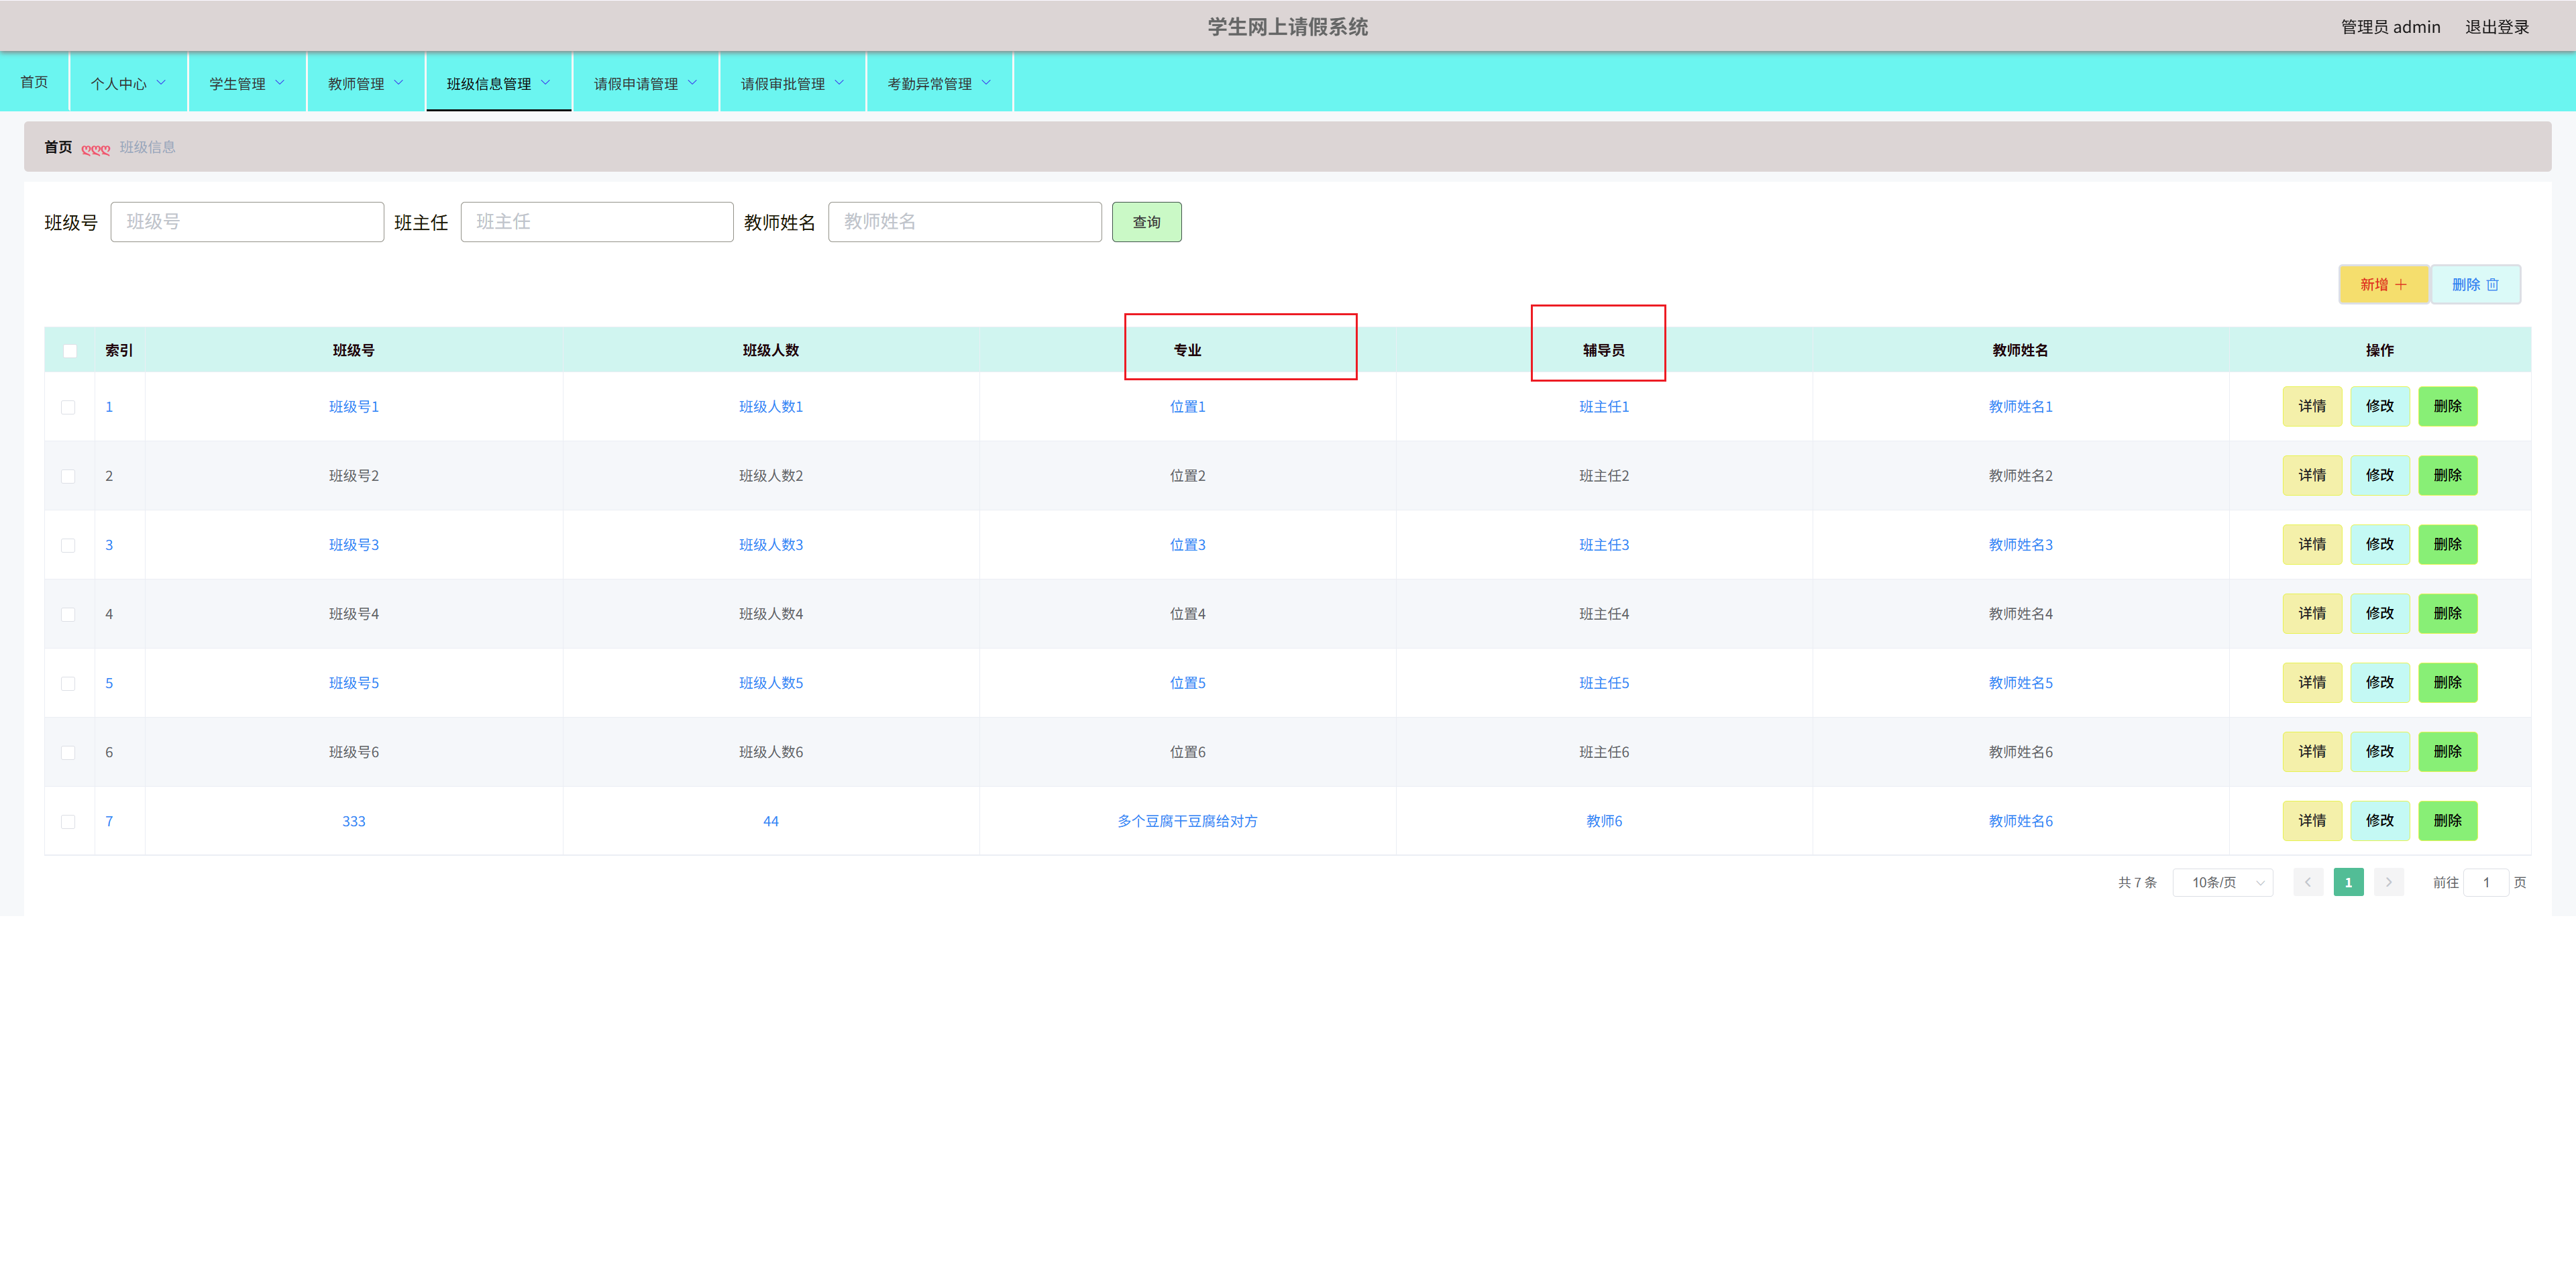 学生网上请假系统
管理员 admin 退出登录
首页 个人中心 学生管理 教师管理 班级信息管理 请假申请管理 请假审批管理 考勤异常管理
首页 ღღღ 班级信息
班级号 班级号 班主任 班主任 教师姓名 教师姓名 查询
新增 删除
索引 班级号 班级人数 专业 辅导员 教师姓名 操作
1 班级号1 班级人数1 位置1 班主任1 教师姓名1 详情 修改 删除
2 班级号2 班级人数2 位置2 班主任2 教师姓名2 详情 修改 删除
3 班级号3 班级人数3 位置3 班主任3 教师姓名3 详情 修改 删除
4 班级号4 班级人数4 位置4 班主任4 教师姓名4 详情 修改 删除
5 班级号5 班级人数5 位置5 班主任5 教师姓名5 详情 修改 删除
6 班级号6 班级人数6 位置6 班主任6 教师姓名6 详情 修改 删除
7 333 44 多个豆腐干豆腐给对方 教师6 教师姓名6 详情 修改 删除
共 7 条 10条/页 1 前往 1 页